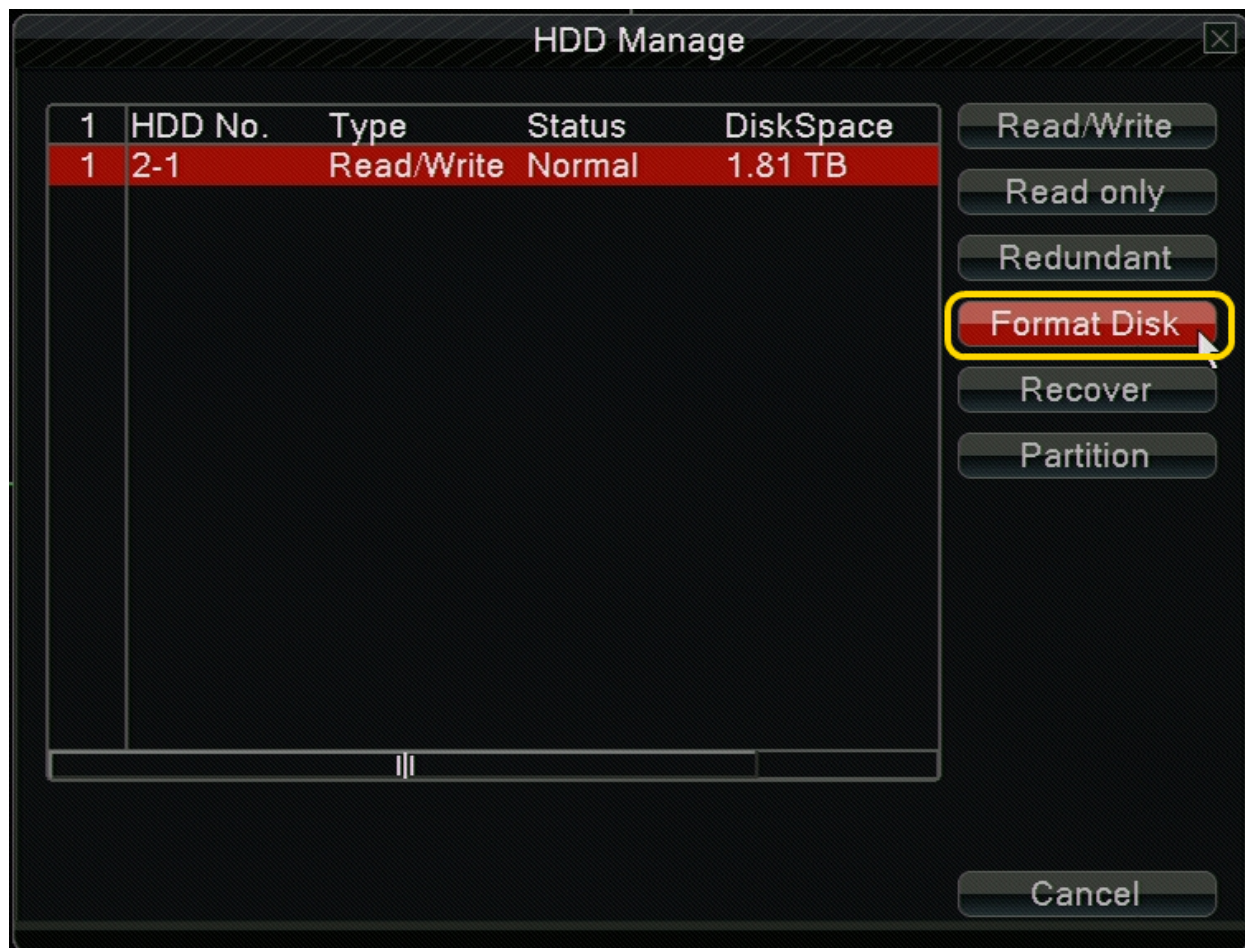 HDD Manage
1 HDD No. Type Status DiskSpace
1 2-1 Read/Write Normal 1.81 TB
Read/Write
Read only
Redundant
Format Disk
Recover
Partition
Cancel